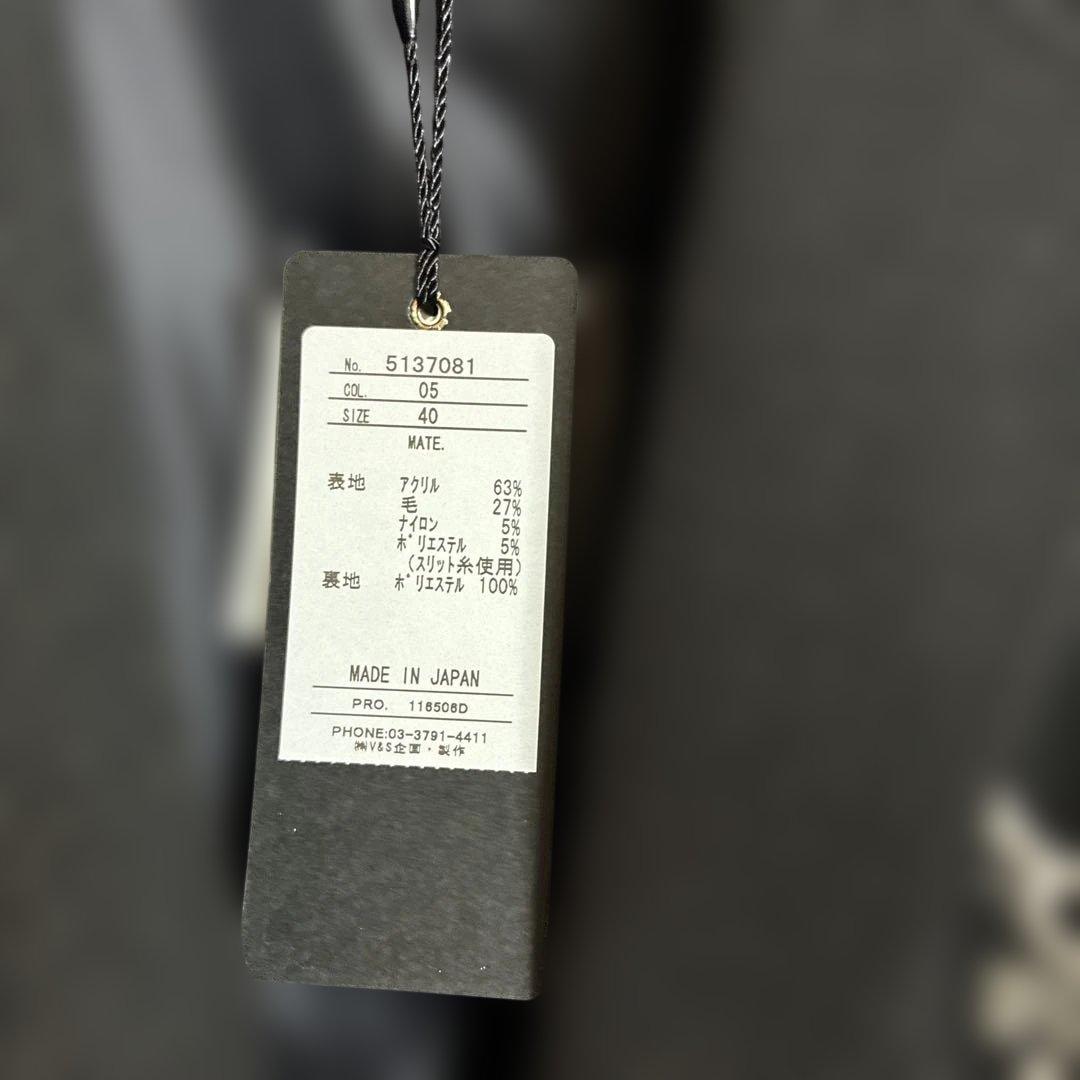 No. 5137081
COL. 05
SIZE 40
MATE.
表地 アクリル 63%
毛 27%
ナイロン 5%
ポリエステル 5%
(スリット糸使用)
裏地 ポリエステル 100%
MADE IN JAPAN
PRO. 116506D
PHONE:03-3791-4411
㈱V&S企画・製作